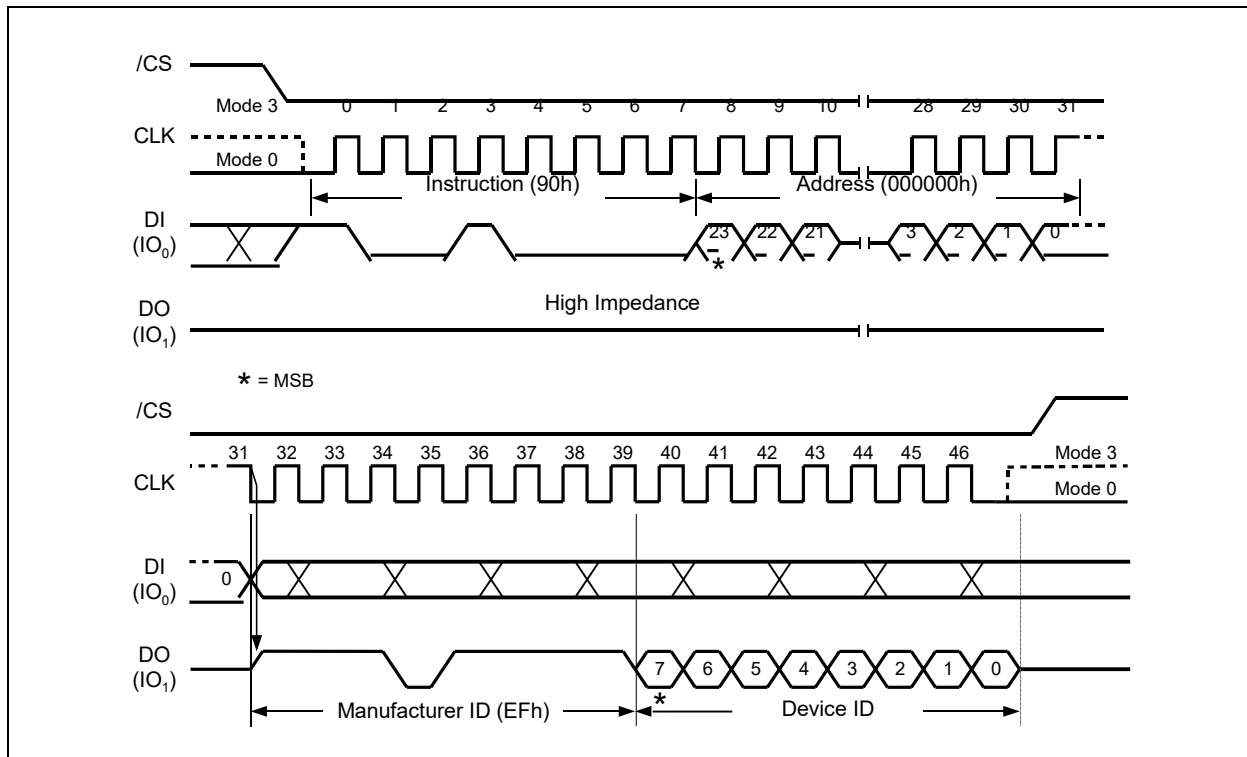 /CS
Mode 3 0 1 2 3 4 5 6 7 8 9 10 28 29 30 31
CLK
Mode 0
Instruction (90h) Address (000000h)
DI
(IO₀)
23 22 21 3 2 1 0
*
DO
(IO₁)
High Impedance
* = MSB
/CS
31 32 33 34 35 36 37 38 39 40 41 42 43 44 45 46 Mode 3
CLK
Mode 0
DI
(IO₀)
0
DO
(IO₁)
7 6 5 4 3 2 1 0
*
Manufacturer ID (EFh) Device ID